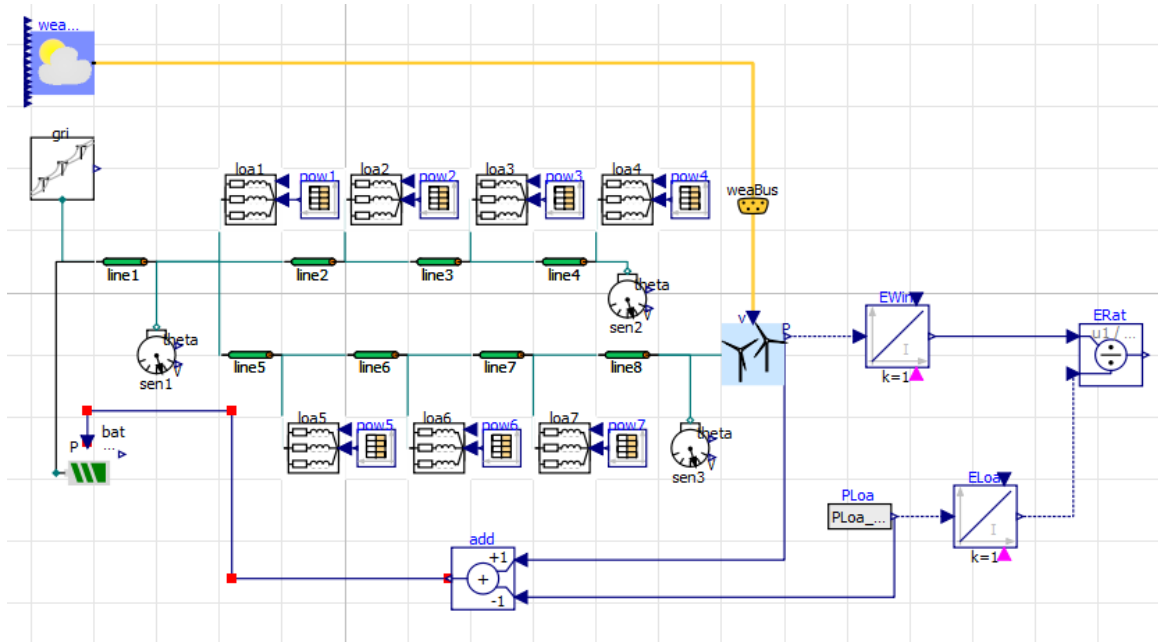 wea...
gri
loa1
pow1
loa2
pow2
loa3
pow3
loa4
pow4
weaBus
line1
line2
line3
line4
theta
V
sen2
theta
V
sen1
line5
line6
line7
line8
v
P
EWin
I
k=1
ERat
u1 / ...
loa5
pow5
loa6
pow6
loa7
pow7
theta
V
sen3
P
bat
...
PLoa
PLoa_...
ELoa
I
k=1
add
+1
+
-1